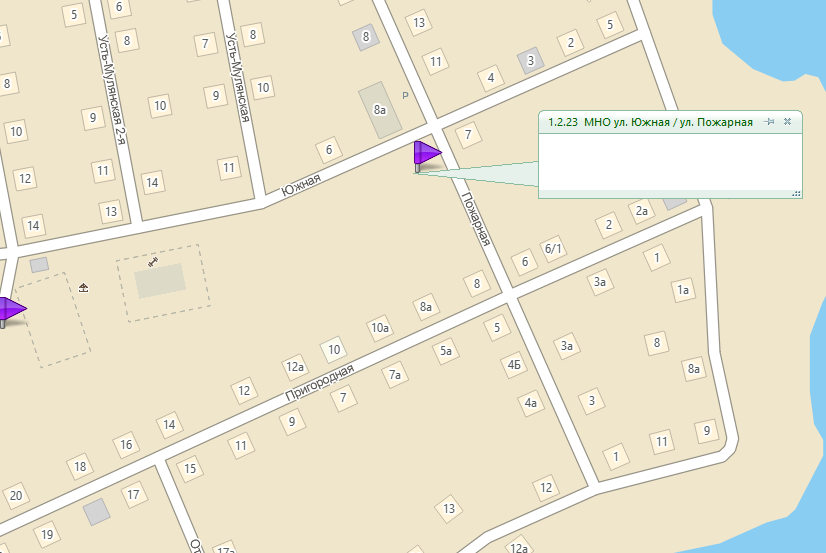 5
6
13
5
8
8
2
8
7
8
11
3
4
Усть-Мулянская 2-я
Усть-Мулянская
8
10
9
8а
P
9
10
1.2.23 МНО ул. Южная / ул. Пожарная
10
7
6
11
11
12
14
Южная
13
2а
14
Пожарная
2
6/1
6
1
8
3а
1а
8а
10а
5
10
5а
3а
8
12а
4Б
8а
7а
Пригородная
12
7
3
4а
14
9
9
16
11
11
1
18
15
12
20
17
13
19
От
17а
12а